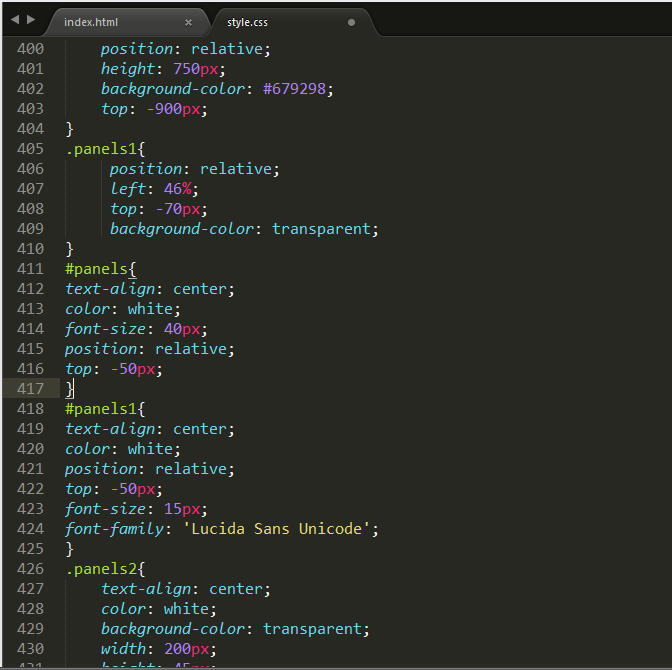 index.html ×
style.css
400 position: relative;
401 height: 750px;
402 background-color: #679298;
403 top: -900px;
404 }
405 .panels1{
406 position: relative;
407 left: 46%;
408 top: -70px;
409 background-color: transparent;
410 }
411 #panels{
412 text-align: center;
413 color: white;
414 font-size: 40px;
415 position: relative;
416 top: -50px;
417 }
418 #panels1{
419 text-align: center;
420 color: white;
421 position: relative;
422 top: -50px;
423 font-size: 15px;
424 font-family: 'Lucida Sans Unicode';
425 }
426 .panels2{
427 text-align: center;
428 color: white;
429 background-color: transparent;
430 width: 200px;
431 height: 45px;